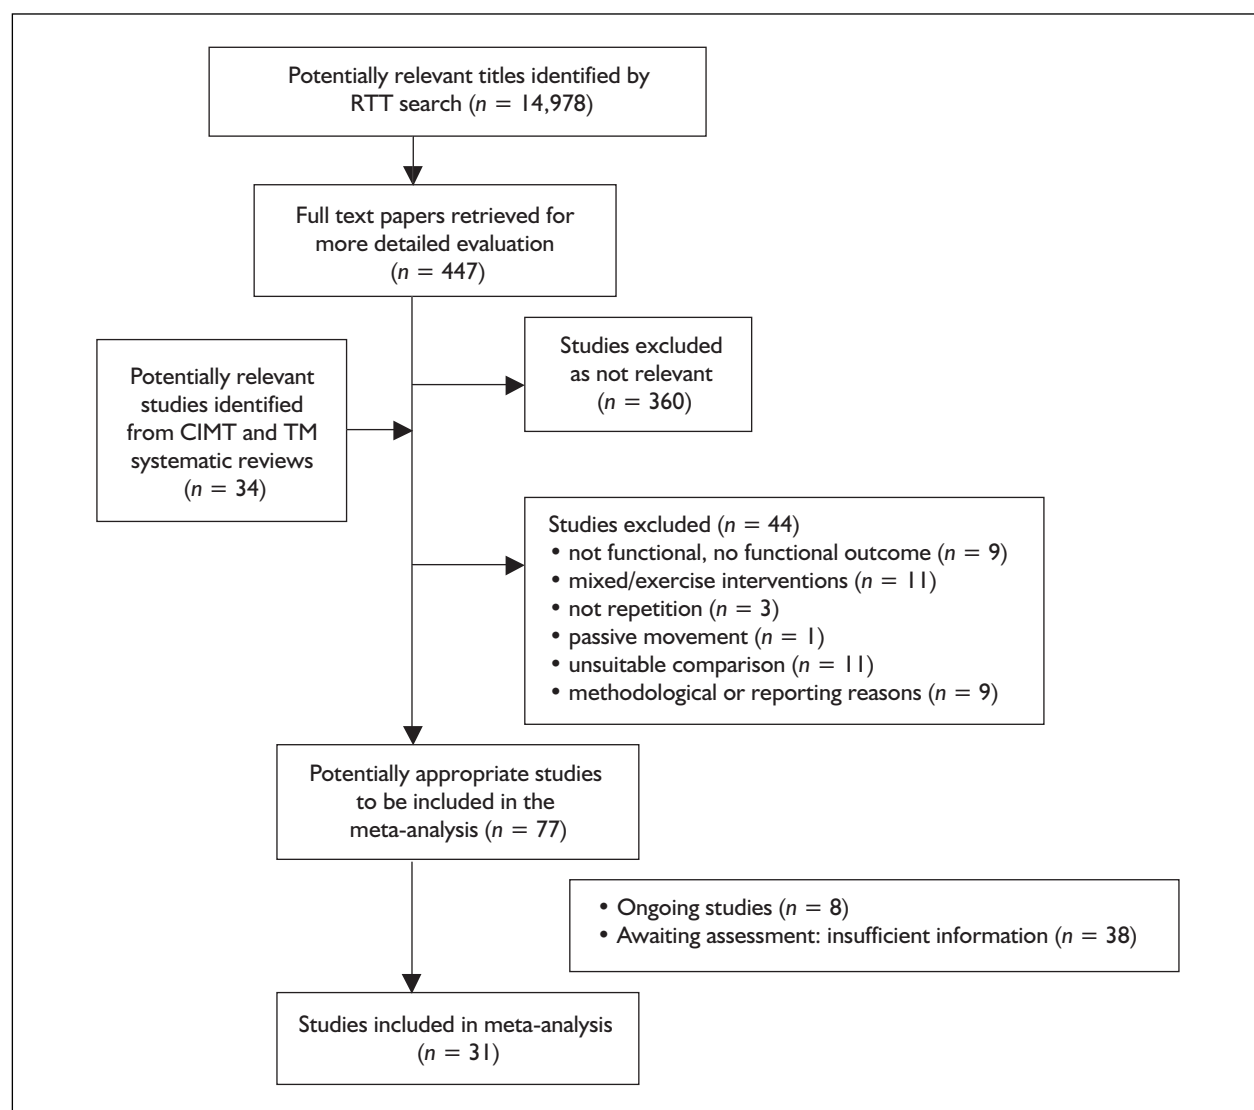 Potentially relevant titles identified by
RTT search (n = 14,978)
Full text papers retrieved for
more detailed evaluation
(n = 447)
Studies excluded
as not relevant
(n = 360)
Potentially relevant
studies identified
from CIMT and TM
systematic reviews
(n = 34)
Studies excluded (n = 44)
• not functional, no functional outcome (n = 9)
• mixed/exercise interventions (n = 11)
• not repetition (n = 3)
• passive movement (n = 1)
• unsuitable comparison (n = 11)
• methodological or reporting reasons (n = 9)
Potentially appropriate studies
to be included in the
meta-analysis (n = 77)
• Ongoing studies (n = 8)
• Awaiting assessment: insufficient information (n = 38)
Studies included in meta-analysis
(n = 31)